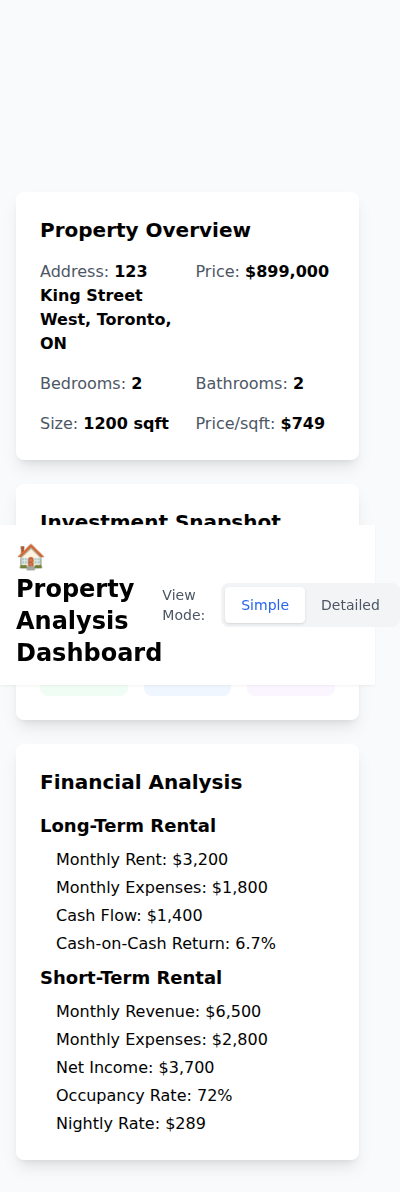 Property Overview
Address: 123 King Street West, Toronto, ON
Price: $899,000
Bedrooms: 2
Bathrooms: 2
Size: 1200 sqft
Price/sqft: $749
Investment Snapshot
🏠
Property
Analysis
Dashboard
View
Mode:
Simple
Detailed
Financial Analysis
Long-Term Rental
Monthly Rent: $3,200
Monthly Expenses: $1,800
Cash Flow: $1,400
Cash-on-Cash Return: 6.7%
Short-Term Rental
Monthly Revenue: $6,500
Monthly Expenses: $2,800
Net Income: $3,700
Occupancy Rate: 72%
Nightly Rate: $289